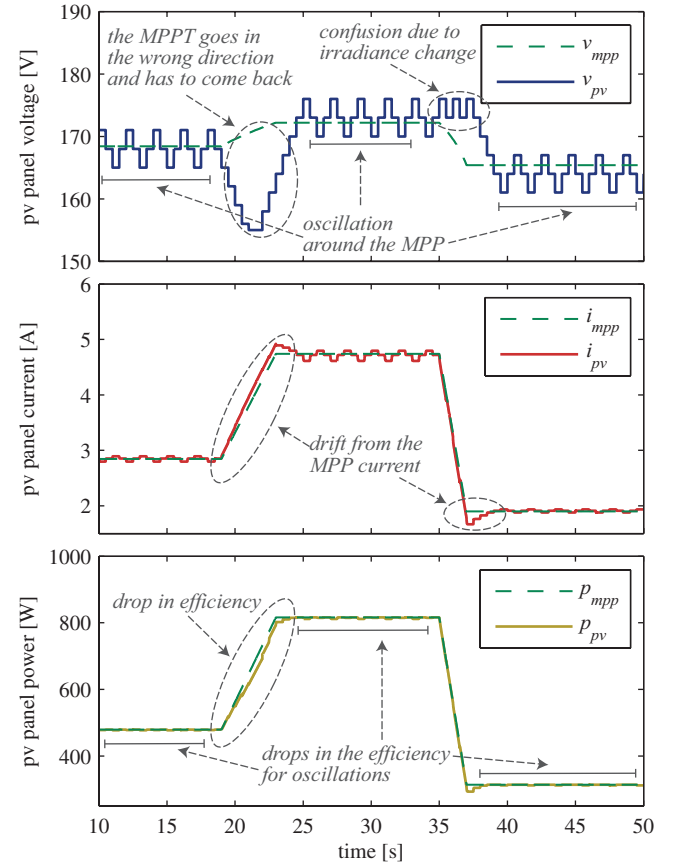 190
180
170
160
150
pv panel voltage [V]
the MPPT goes in
the wrong direction
and has to come back
confusion due to
irradiance change
v_mpp
v_pv
oscillation
around the MPP
6
5
4
3
2
pv panel current [A]
i_mpp
i_pv
drift from the
MPP current
1000
800
600
400
pv panel power [W]
drop in efficiency
p_mpp
p_pv
drops in the efficiency
for oscillations
10 15 20 25 30 35 40 45 50
time [s]